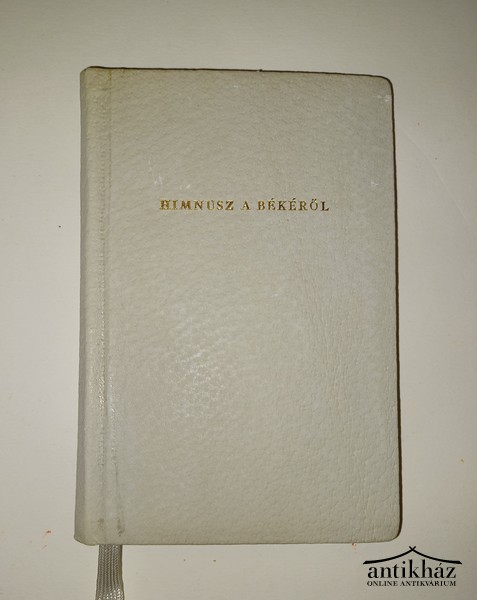 HIMNUSZ A BÉKÉRŐL
antikház
ONLINE ANTIKVÁRIUM